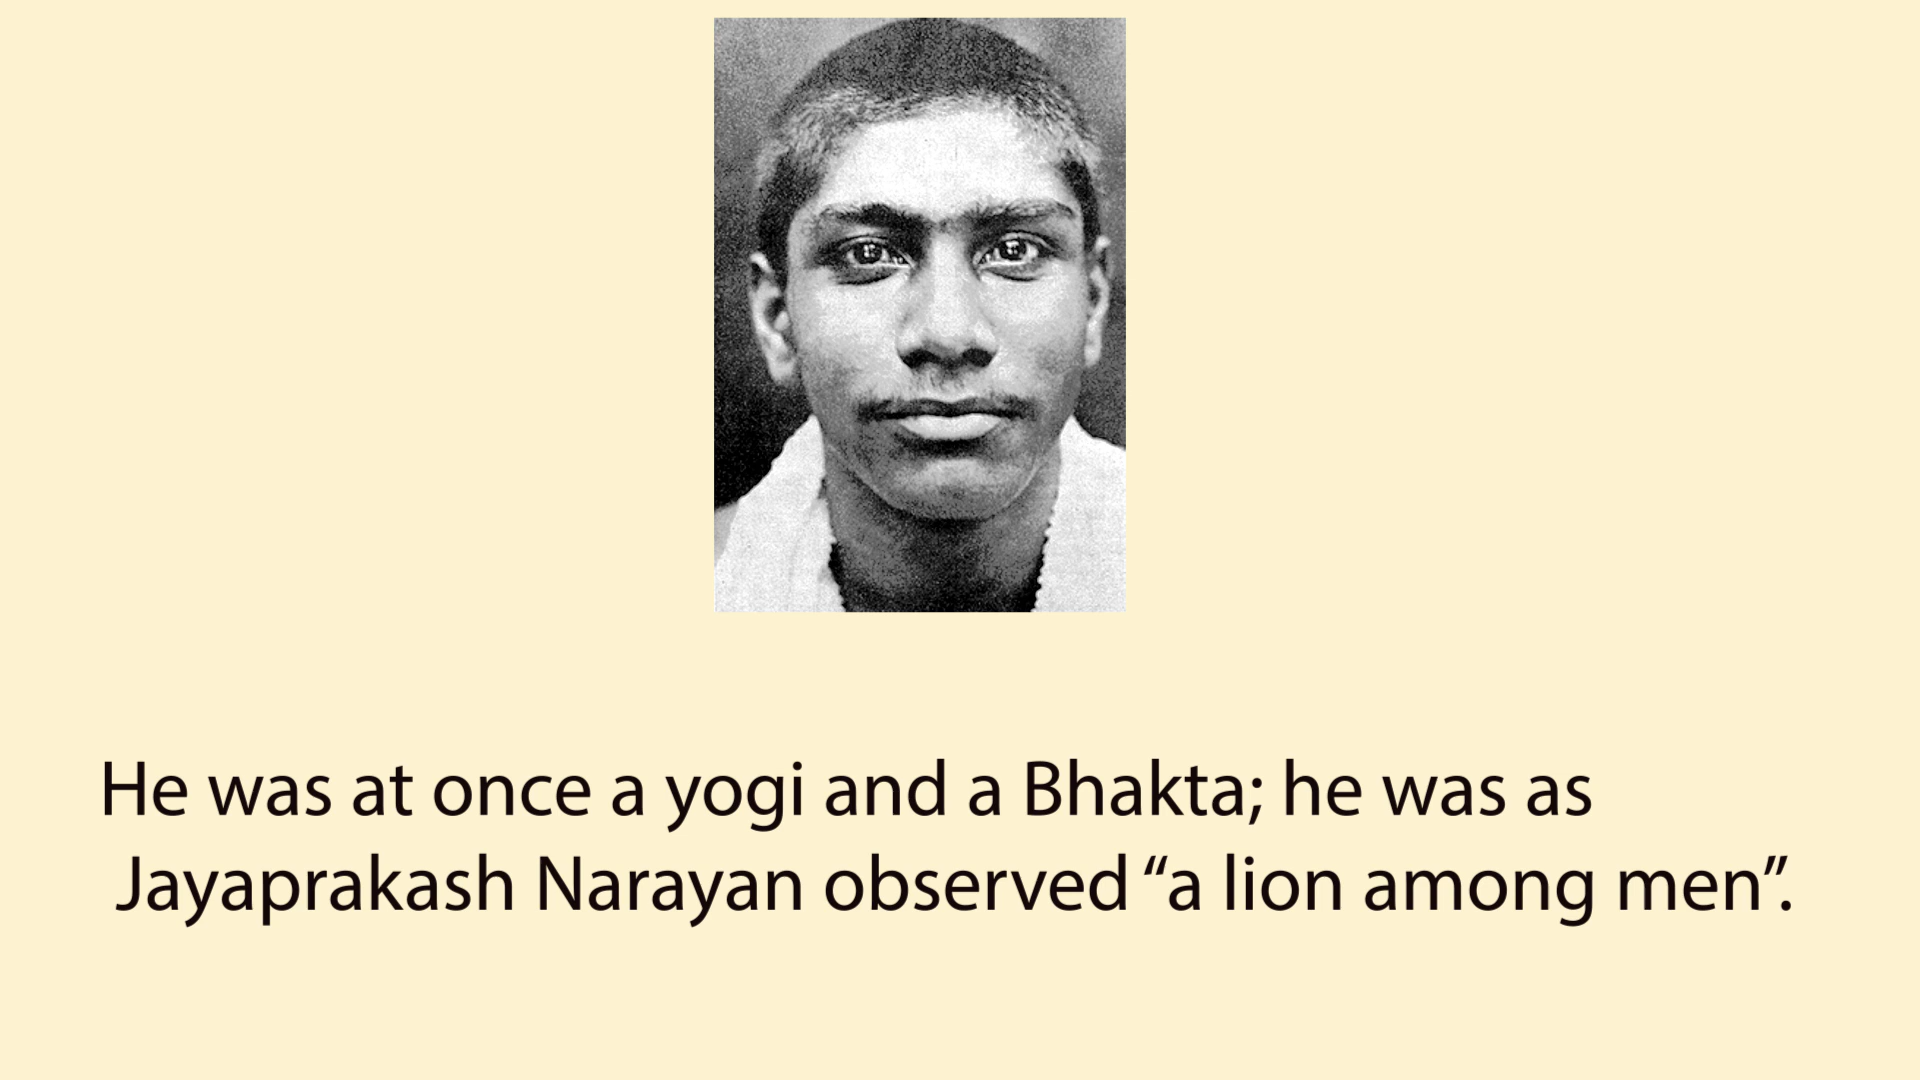 He was at once a yogi and a Bhakta; he was as
Jayaprakash Narayan observed “a lion among men”.